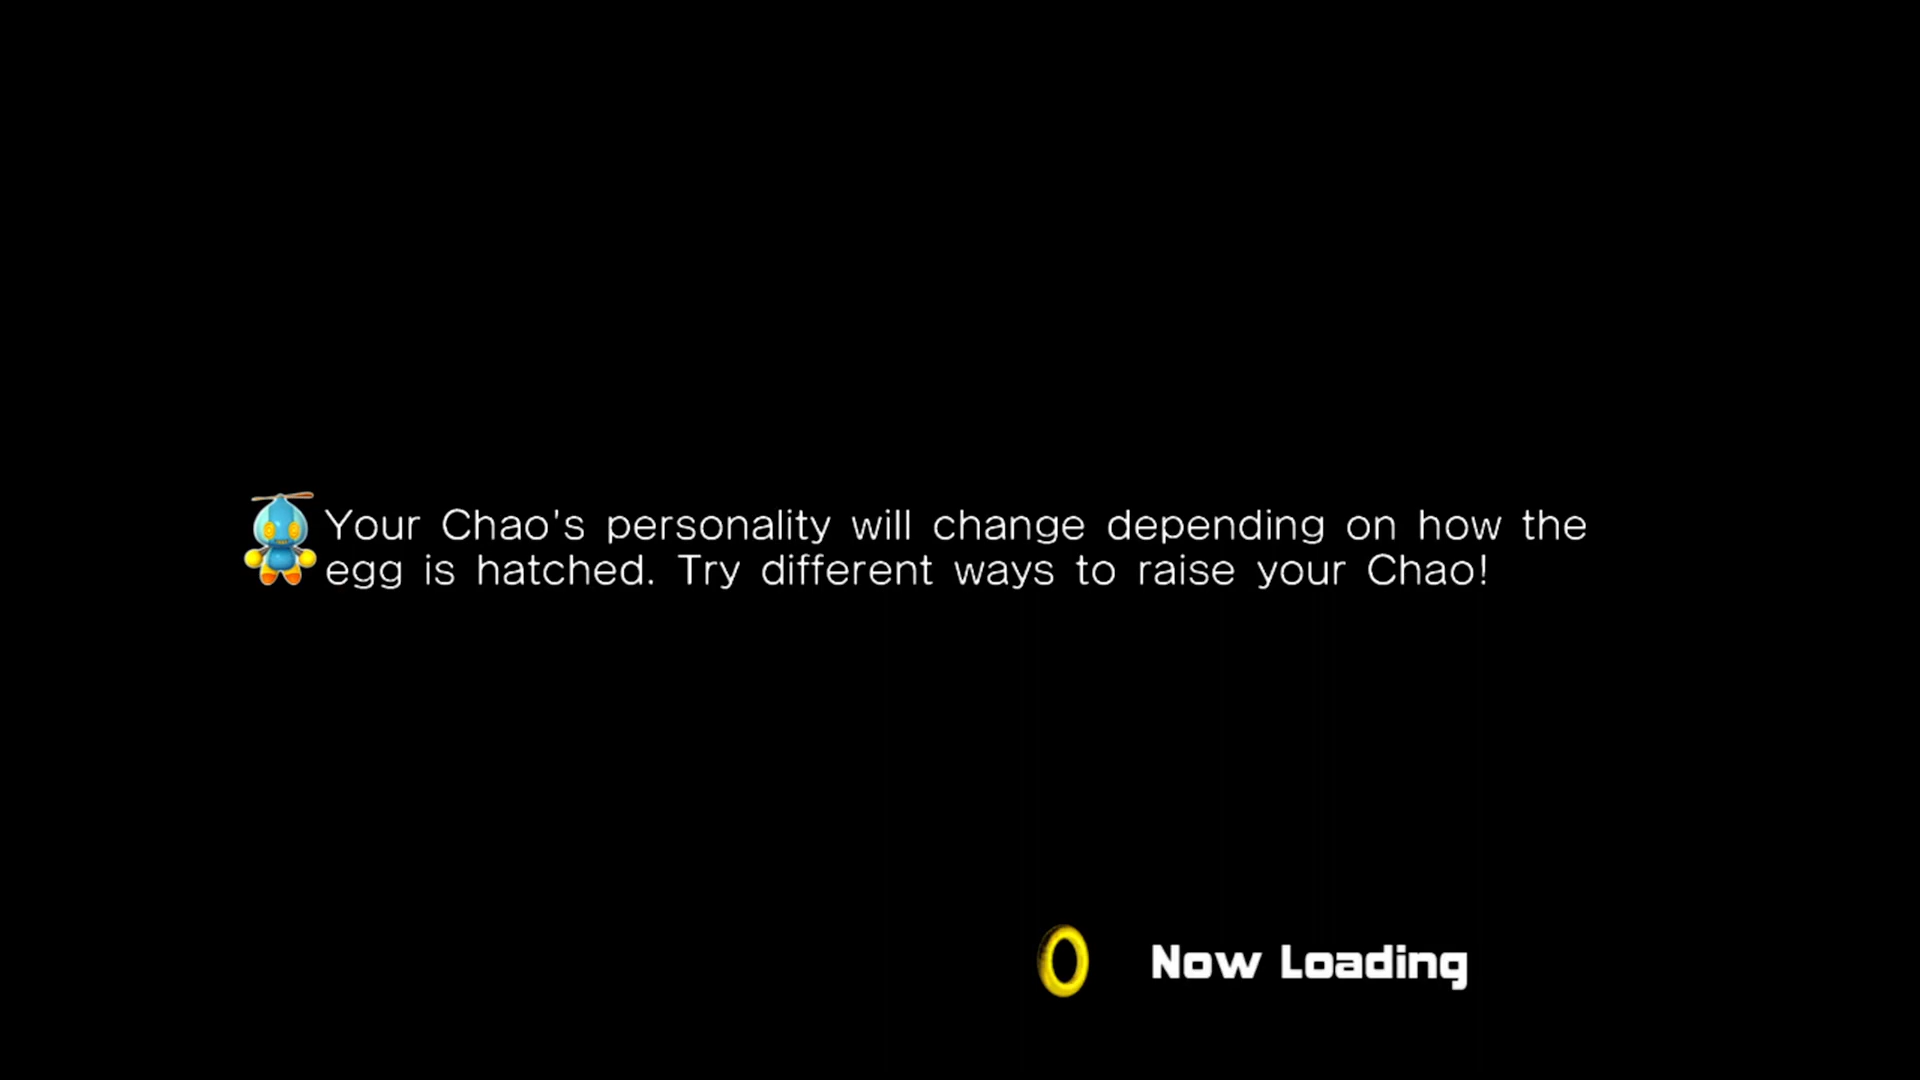 Your Chao's personality will change depending on how the
egg is hatched. Try different ways to raise your Chao!
Now Loading